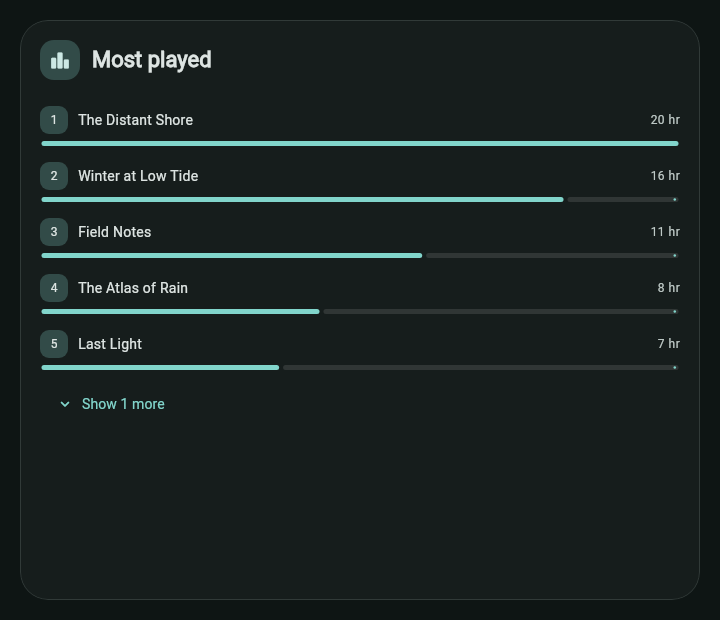 Most played
1 The Distant Shore 20 hr
2 Winter at Low Tide 16 hr
3 Field Notes 11 hr
4 The Atlas of Rain 8 hr
5 Last Light 7 hr
Show 1 more